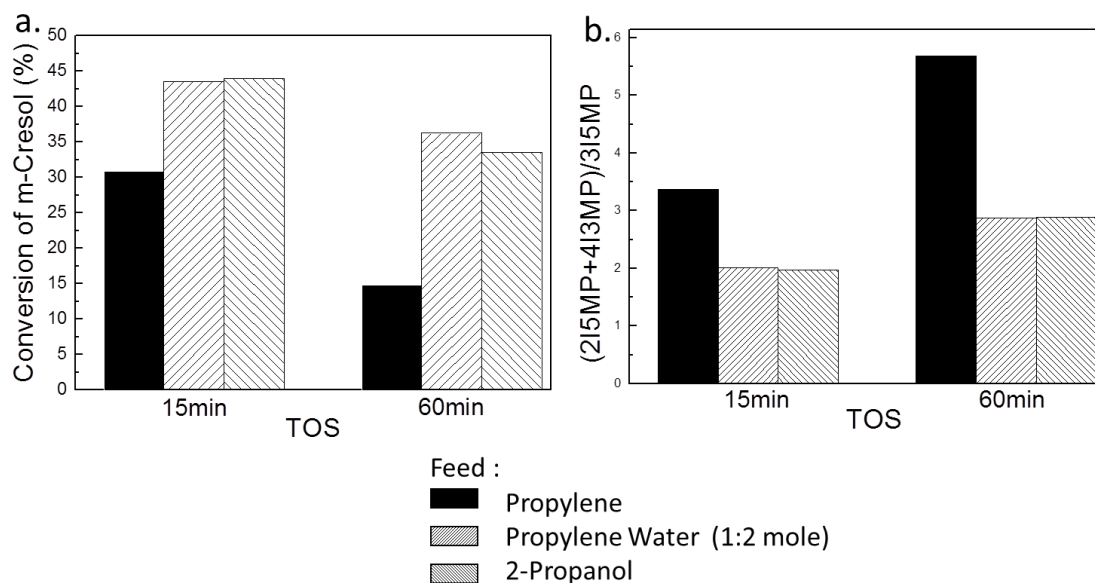 a.
Conversion of m-Cresol (%)
50
45
40
35
30
25
20
15
10
5
0
15min
60min
TOS
b.
(2I5MP+4I3MP)/3I5MP
6
5
4
3
2
1
0
15min
60min
TOS
Feed :
Propylene
Propylene Water (1:2 mole)
2-Propanol